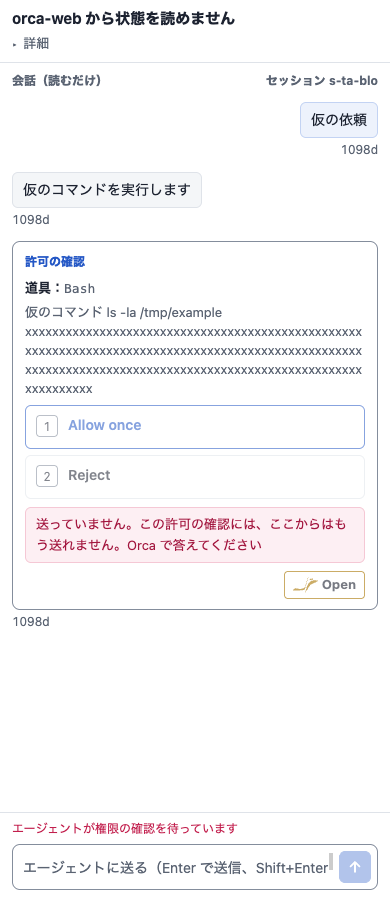 orca-web から状態を読めません
詳細
会話（読むだけ） セッション s-ta-blo
仮の依頼
1098d
仮のコマンドを実行します
1098d
許可の確認
道具：Bash
仮のコマンド ls -la /tmp/example
xxxxxxxxxxxxxxxxxxxxxxxxxxxxxxxxxxxxxxxxxxxxxxxxxx
xxxxxxxxxxxxxxxxxxxxxxxxxxxxxxxxxxxxxxxxxxxxxxxxxx
xxxxxxxxxxxxxxxxxxxxxxxxxxxxxxxxxxxxxxxxxxxxxxxxxx
xxxxxxxxxx
1 Allow once
2 Reject
送っていません。この許可の確認には、ここからはも
う送れません。Orca で答えてください
Open
1098d
エージェントが権限の確認を待っています
エージェントに送る（Enter で送信、Shift+Enter